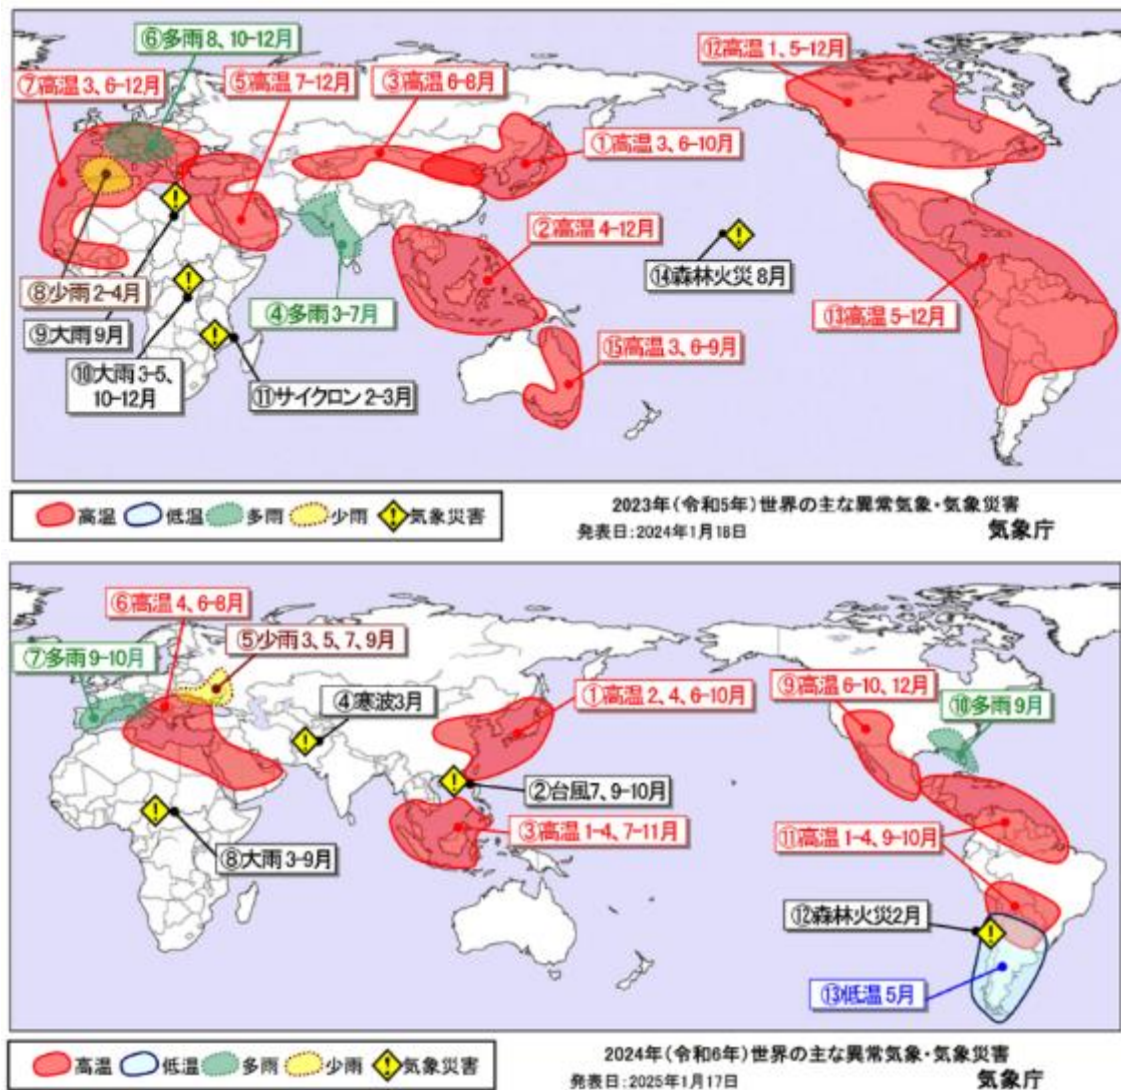 ⑥多雨 8、10-12月
⑦高温 3、6-12月
⑤高温 7-12月
③高温 6-8月
⑫高温 1、5-12月
①高温 3、6-10月
②高温 4-12月
⑭森林火災 8月
⑧少雨 2-4月
④多雨 3-7月
⑬高温 5-12月
⑨大雨 9月
⑩大雨 3-5、
10-12月
⑪サイクロン 2-3月
⑮高温 3、6-9月
高温 低温 多雨 少雨 気象災害
2023年(令和5年)世界の主な異常気象・気象災害
発表日:2024年1月18日 気象庁
⑥高温 4、6-8月
⑤少雨 3、5、7、9月
⑦多雨 9-10月
④寒波3月
①高温 2、4、6-10月
⑨高温 6-10、12月
⑩多雨 9月
②台風7、9-10月
③高温 1-4、7-11月
⑪高温 1-4、9-10月
⑧大雨 3-9月
⑫森林火災2月
⑬低温 5月
高温 低温 多雨 少雨 気象災害
2024年(令和6年)世界の主な異常気象・気象災害
発表日:2025年1月17日 気象庁